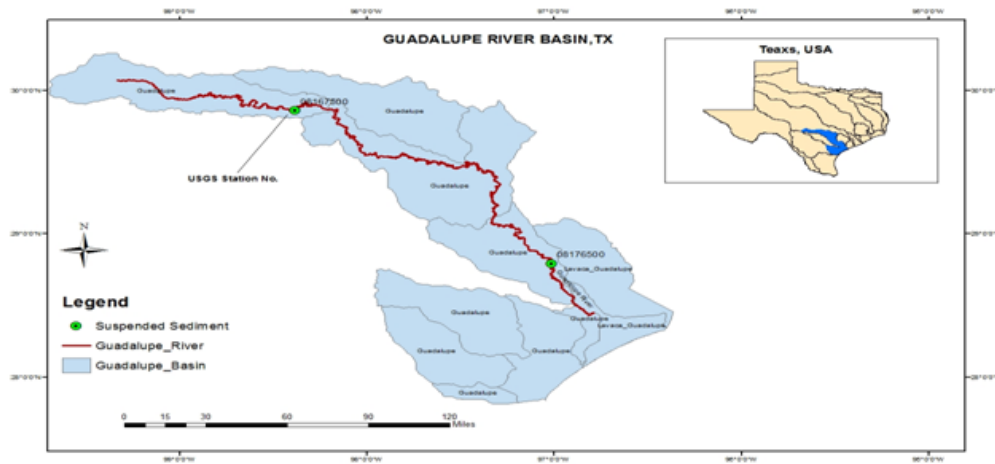 GUADALUPE RIVER BASIN,TX
Teaxs, USA
Guadalupe
Guadalupe
08167500
USGS Station No.
Guadalupe
N
Guadalupe
08176500
Lavaca_Guadalupe
Guadalupe River
Guadalupe
Lavaca_Guadalupe
Guadalupe
Guadalupe
Guadalupe
Guadalupe
Legend
Suspended Sediment
Guadalupe_River
Guadalupe_Basin
0 15 30 60 90 120
Miles